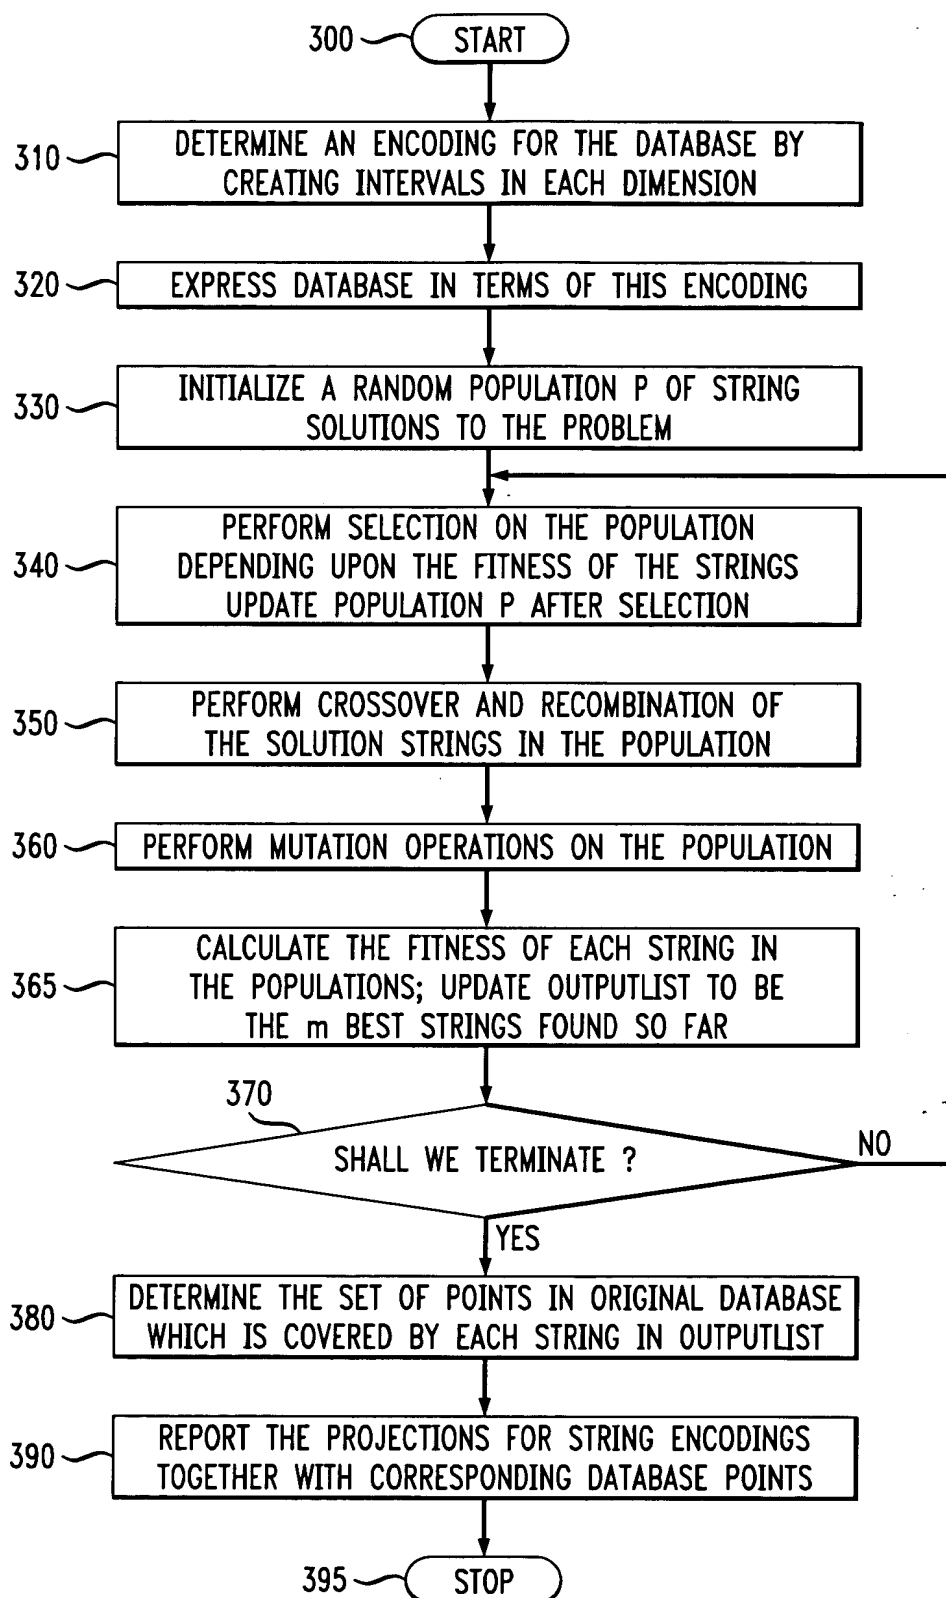 300 START
310 DETERMINE AN ENCODING FOR THE DATABASE BY
CREATING INTERVALS IN EACH DIMENSION
320 EXPRESS DATABASE IN TERMS OF THIS ENCODING
330 INITIALIZE A RANDOM POPULATION P OF STRING
SOLUTIONS TO THE PROBLEM
PERFORM SELECTION ON THE POPULATION
340 DEPENDING UPON THE FITNESS OF THE STRINGS
UPDATE POPULATION P AFTER SELECTION
350 PERFORM CROSSOVER AND RECOMBINATION OF
THE SOLUTION STRINGS IN THE POPULATION
360 PERFORM MUTATION OPERATIONS ON THE POPULATION
CALCULATE THE FITNESS OF EACH STRING IN
365 THE POPULATIONS; UPDATE OUTPUTLIST TO BE
THE m BEST STRINGS FOUND SO FAR
370
SHALL WE TERMINATE ? NO
YES
380 DETERMINE THE SET OF POINTS IN ORIGINAL DATABASE
WHICH IS COVERED BY EACH STRING IN OUTPUTLIST
390 REPORT THE PROJECTIONS FOR STRING ENCODINGS
TOGETHER WITH CORRESPONDING DATABASE POINTS
395 STOP